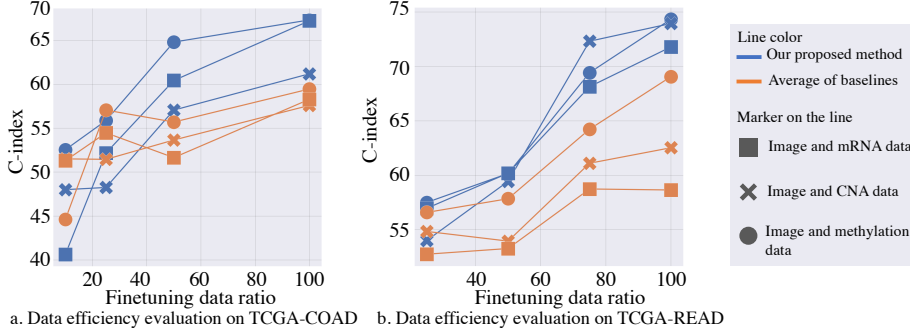 70
65
60
55
50
45
40
C-index
20 40 60 80 100
Finetuning data ratio
a. Data efficiency evaluation on TCGA-COAD
75
70
65
60
55
C-index
40 60 80 100
Finetuning data ratio
b. Data efficiency evaluation on TCGA-READ
Line color
Our proposed method
Average of baselines
Marker on the line
Image and mRNA data
Image and CNA data
Image and methylation
data